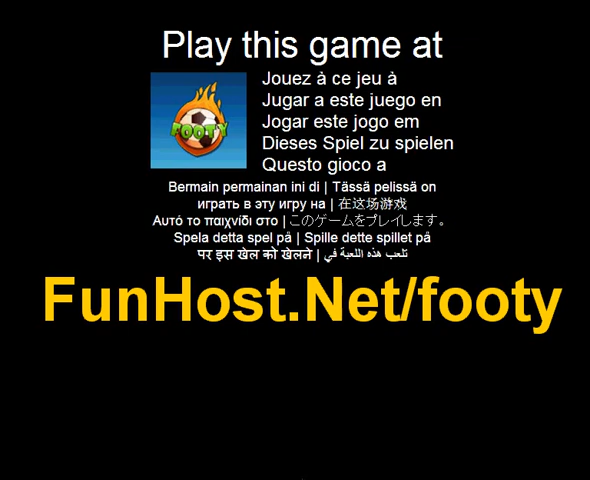 Play this game at
FOOTY
Jouez à ce jeu à
Jugar a este juego en
Jogar este jogo em
Dieses Spiel zu spielen
Questo gioco a
Bermain permainan ini di | Tässä pelissä on
играть в эту игру на | 在这场游戏
Αυτό το παιχνίδι στο | このゲームをプレイします。
Spela detta spel på | Spille dette spillet på
पर इस खेल को खेलने | تلعب هذه اللعبة في
FunHost.Net/footy